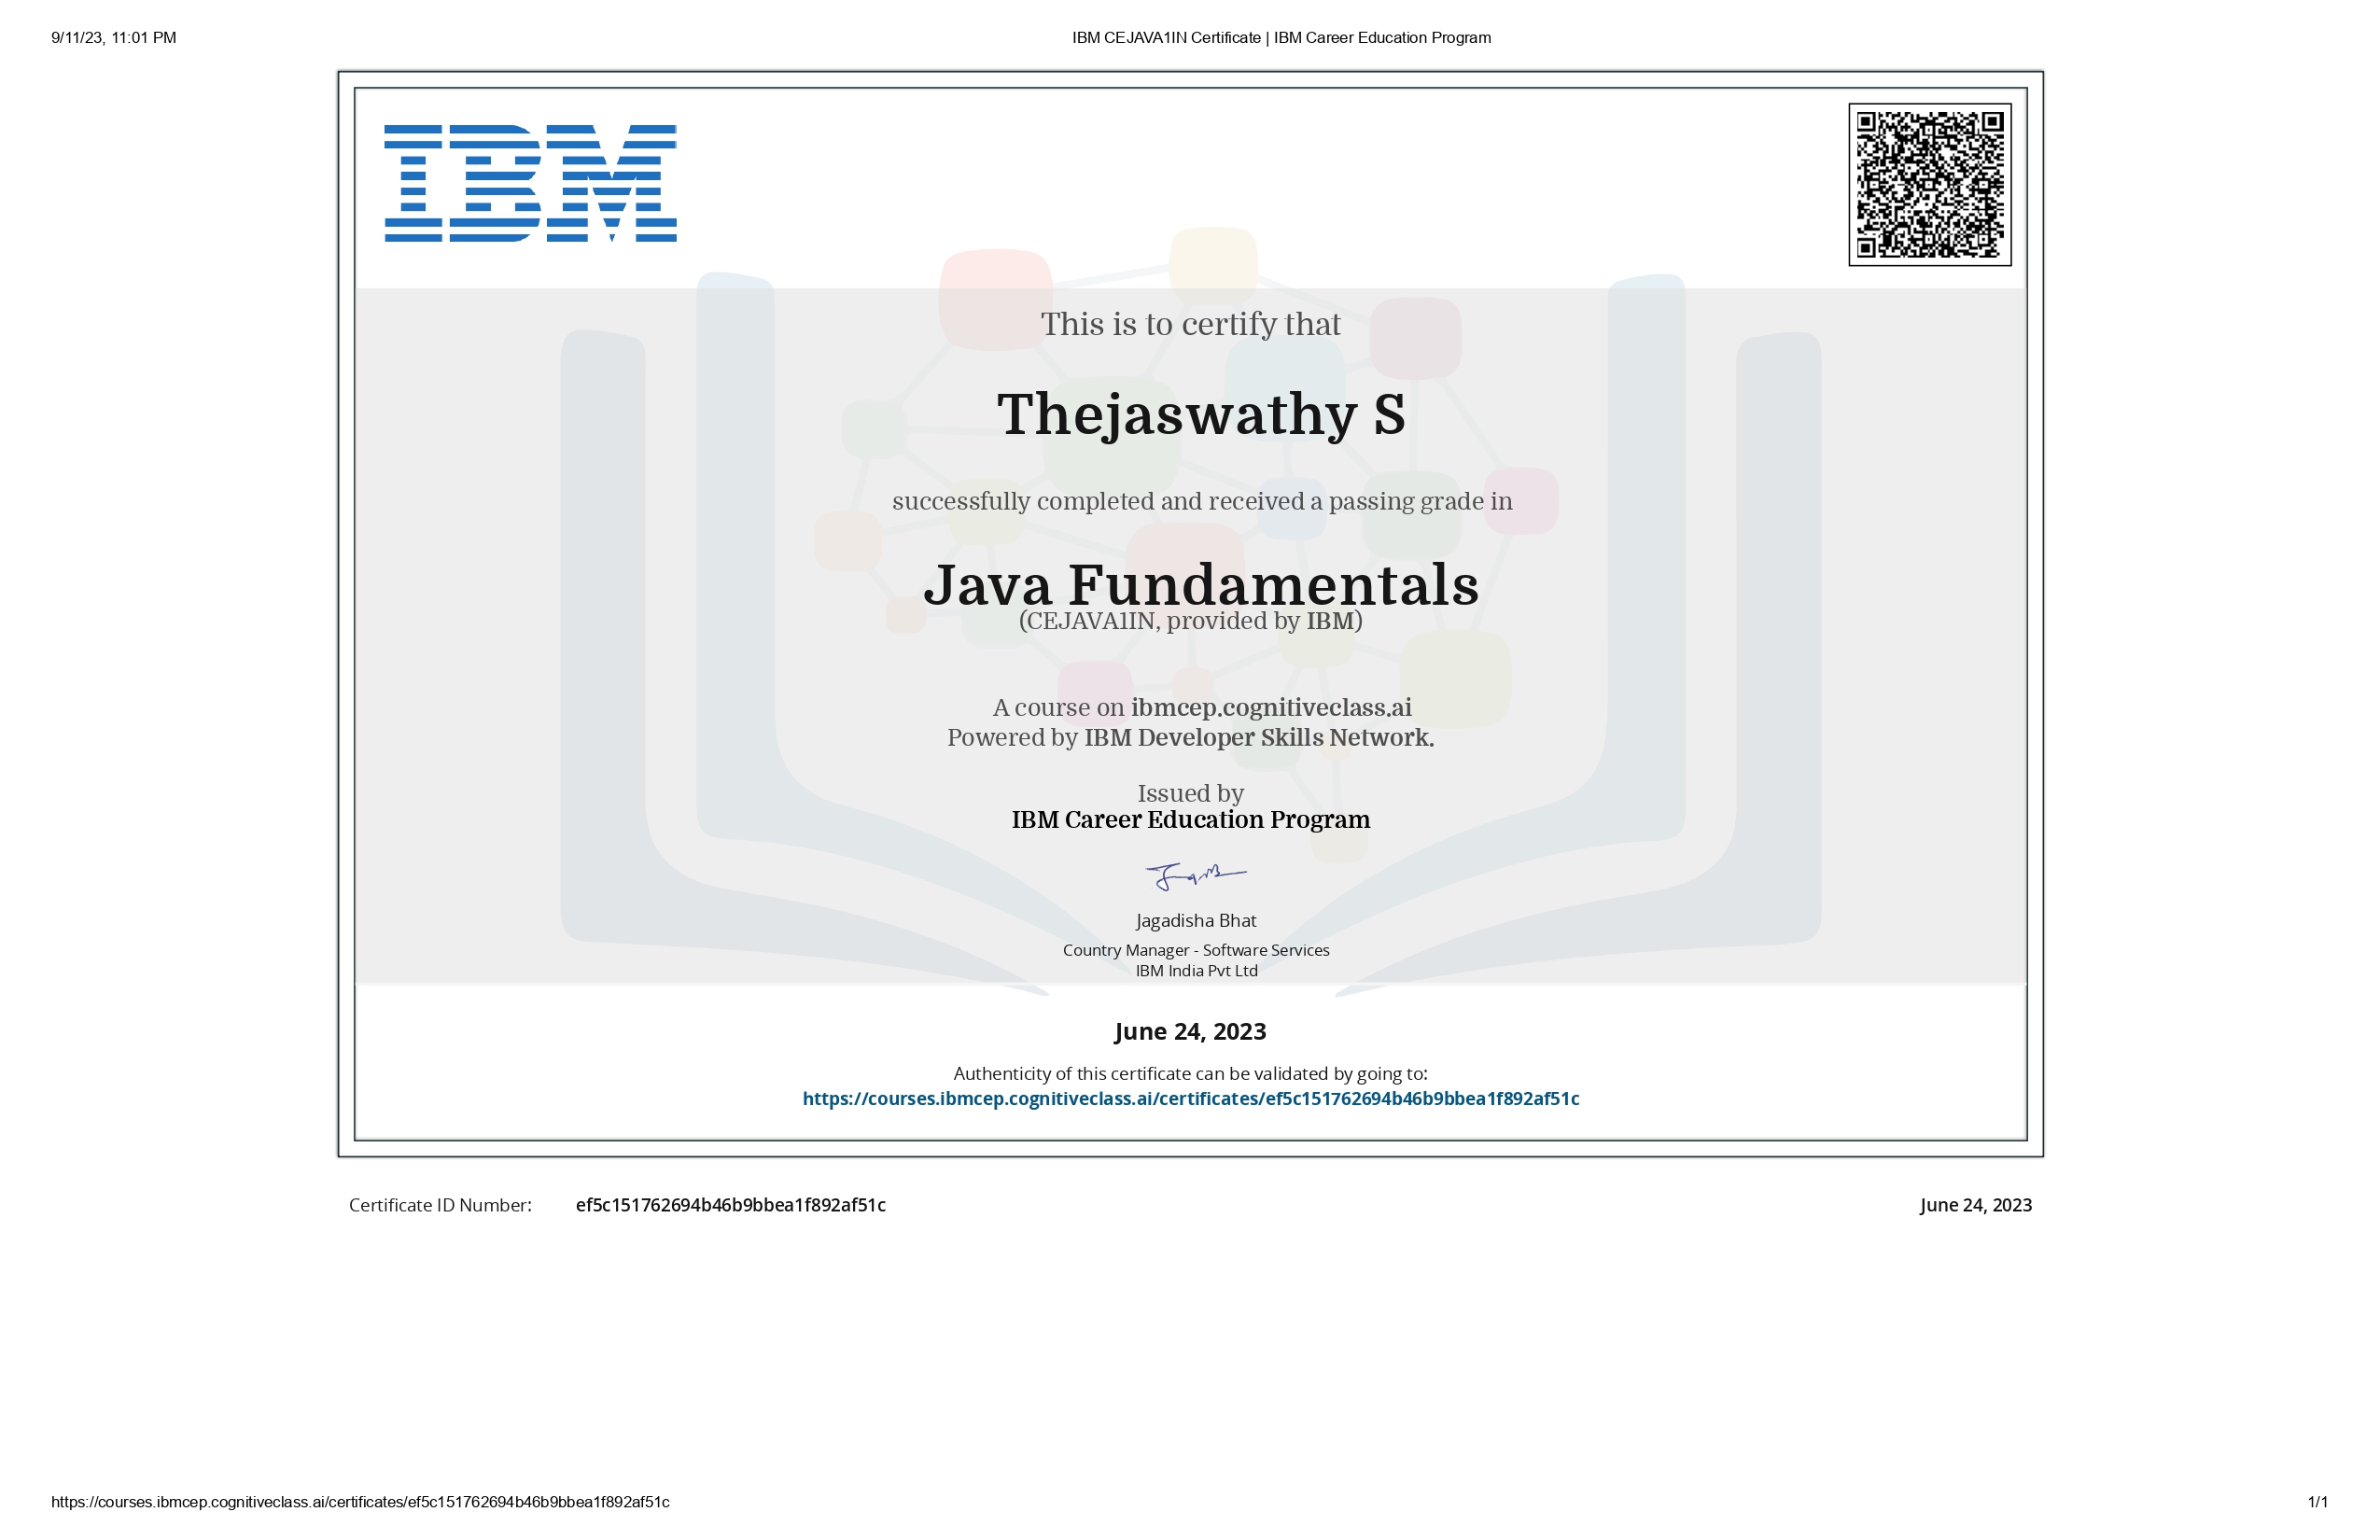 9/11/23, 11:01 PM
IBM CEJAVA1IN Certificate | IBM Career Education Program
IBM
This is to certify that
Thejaswathy S
successfully completed and received a passing grade in
Java Fundamentals
(CEJAVA1IN, provided by IBM)
A course on ibmcep.cognitiveclass.ai
Powered by IBM Developer Skills Network.
Issued by
IBM Career Education Program
Jagadisha Bhat
Country Manager - Software Services
IBM India Pvt Ltd
June 24, 2023
Authenticity of this certificate can be validated by going to:
https://courses.ibmcep.cognitiveclass.ai/certificates/ef5c151762694b46b9bbea1f892af51c
Certificate ID Number: ef5c151762694b46b9bbea1f892af51c
June 24, 2023
https://courses.ibmcep.cognitiveclass.ai/certificates/ef5c151762694b46b9bbea1f892af51c
1/1